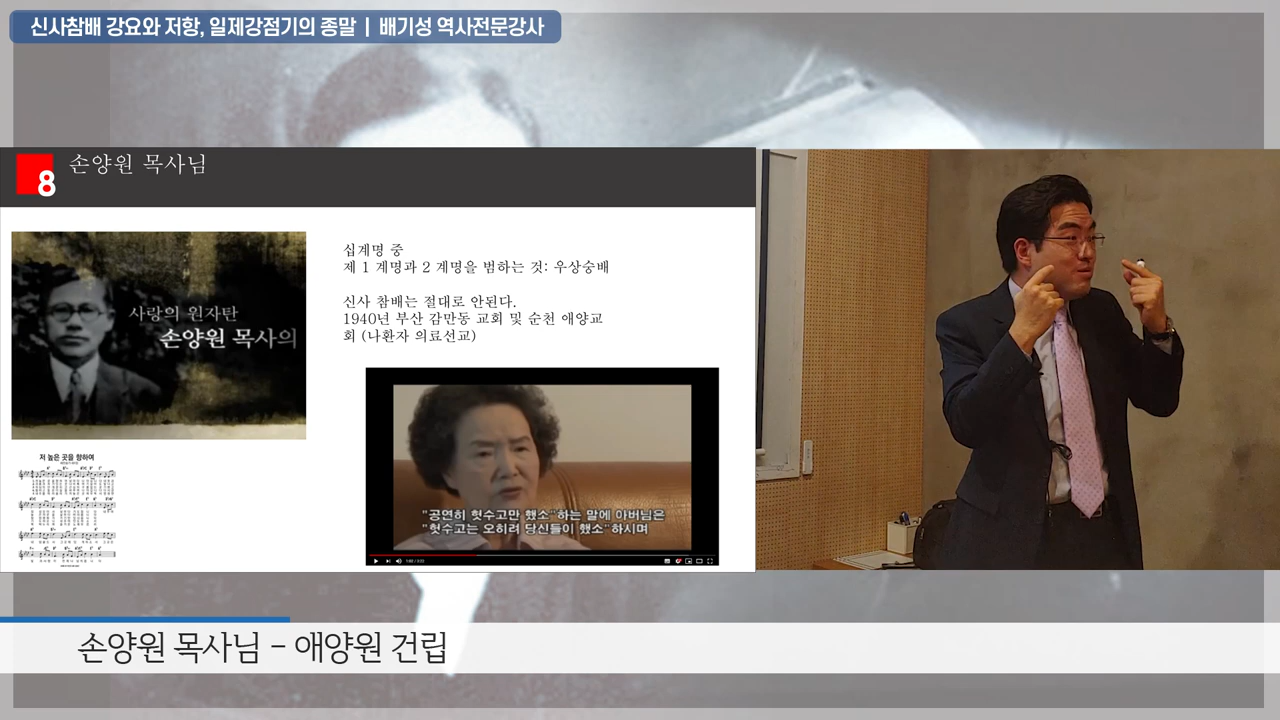 신사참배 강요와 저항, 일제강점기의 종말 | 배기성 역사전문강사
8
손양원 목사님
사랑의 원자탄
손양원 목사의
십계명 중
제 1 계명과 2 계명을 범하는 것: 우상숭배
신사 참배는 절대로 안된다.
1940년 부산 감만동 교회 및 순천 애양교
회 (나환자 의료선교)
저 높은 곳을 향하여
"공연히 헛수고만 했소"하는 말에 아버님은
"헛수고는 오히려 당신들이 했소"하시며
손양원 목사님 - 애양원 건립